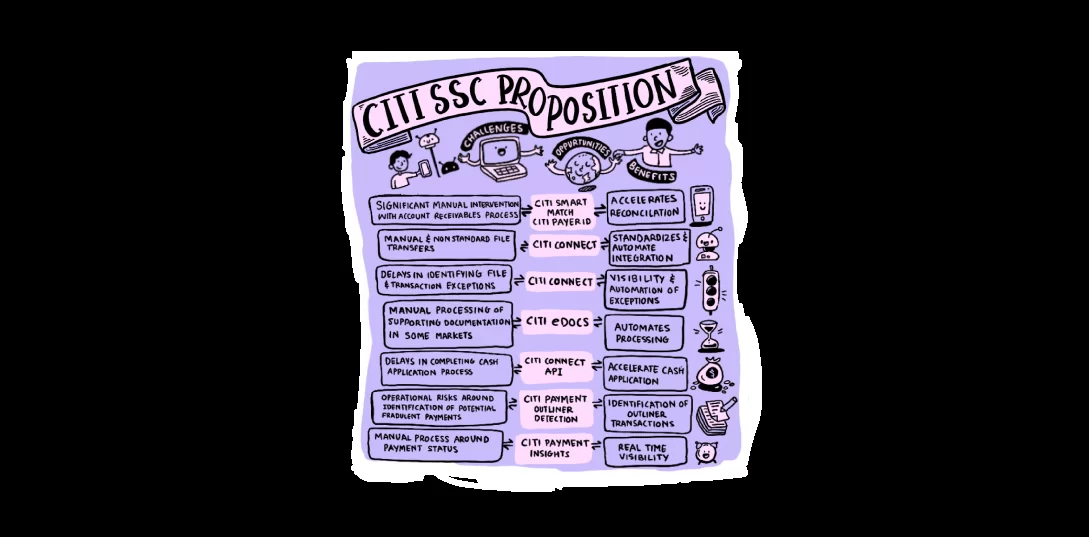 CITI SSC PROPOSITION
CHALLENGES
OPPURTUNITIES
BENEFITS
SIGNIFICANT MANUAL INTERVENTION
WITH ACCOUNT RECEIVABLES PROCESS
CITI SMART
MATCH
CITI PAYER ID
ACCELERATES
RECONCILATION
MANUAL & NON STANDARD FILE
TRANSFERS
CITI CONNECT
STANDARDIZES &
AUTOMATE
INTEGRATION
DELAYS IN IDENTIFYING FILE
& TRANSACTION EXCEPTIONS
CITI CONNECT
VISIBILITY &
AUTOMATION OF
EXCEPTIONS
MANUAL PROCESSING OF
SUPPORTING DOCUMENTATION
IN SOME MARKETS
CITI eDOCS
AUTOMATES
PROCESSING
DELAYS IN COMPLETING CASH
APPLICATION PROCESS
CITI CONNECT
API
ACCELERATE CASH
APPLICATION
OPERATIONAL RISKS AROUND
IDENTIFICATION OF POTENTIAL
FRADULENT PAYMENTS
CITI PAYMENT
OUTLINER
DETECTION
IDENTIFICATION OF
OUTLINER
TRANSACTIONS
MANUAL PROCESS AROUND
PAYMENT STATUS
CITI PAYMENT
INSIGHTS
REAL TIME
VISIBILITY